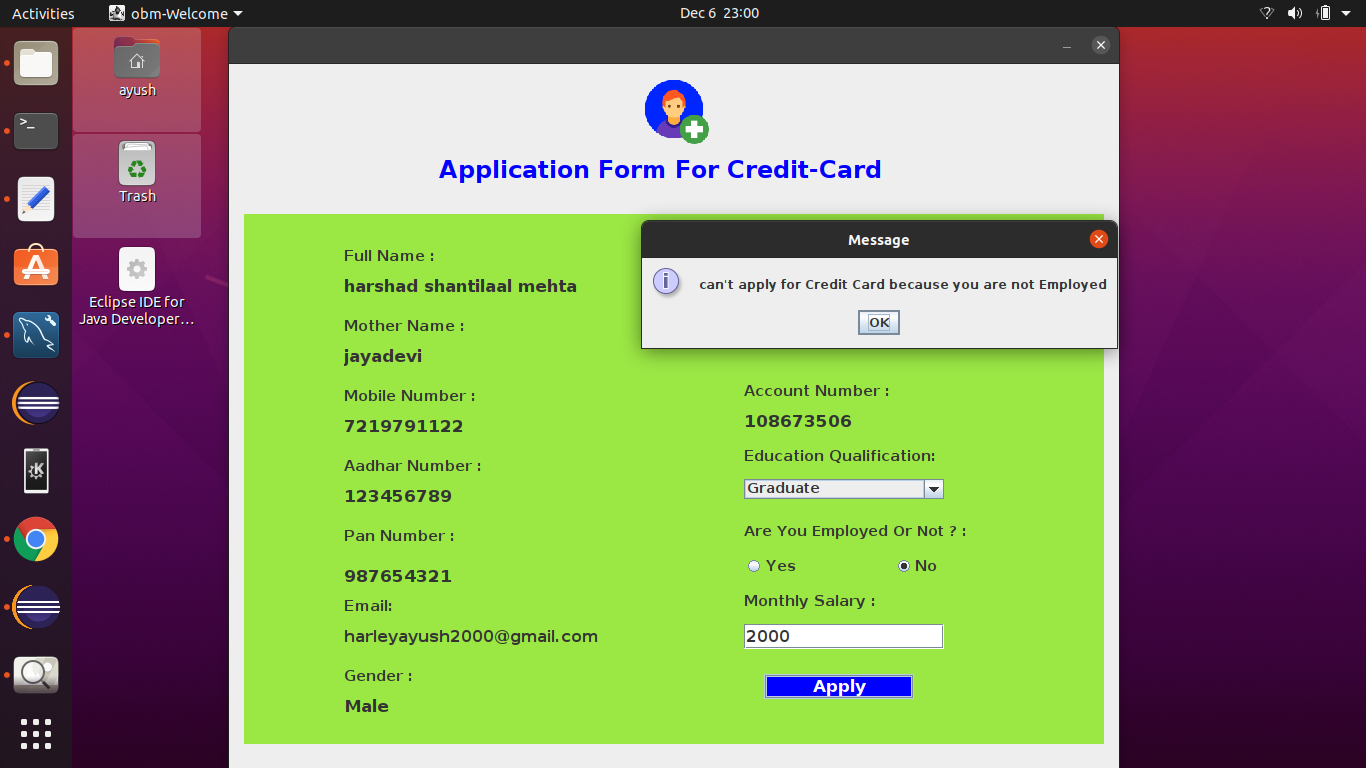 Activities
obm-Welcome
Dec 6 23:00
ayush
Trash
Eclipse IDE for
Java Developer…
Application Form For Credit-Card
Full Name :
harshad shantilaal mehta
Mother Name :
jayadevi
Mobile Number :
7219791122
Aadhar Number :
123456789
Pan Number :
987654321
Email:
harleyayush2000@gmail.com
Gender :
Male
Message
can't apply for Credit Card because you are not Employed
OK
Account Number :
108673506
Education Qualification:
Graduate
Are You Employed Or Not ? :
Yes No
Monthly Salary :
2000
Apply